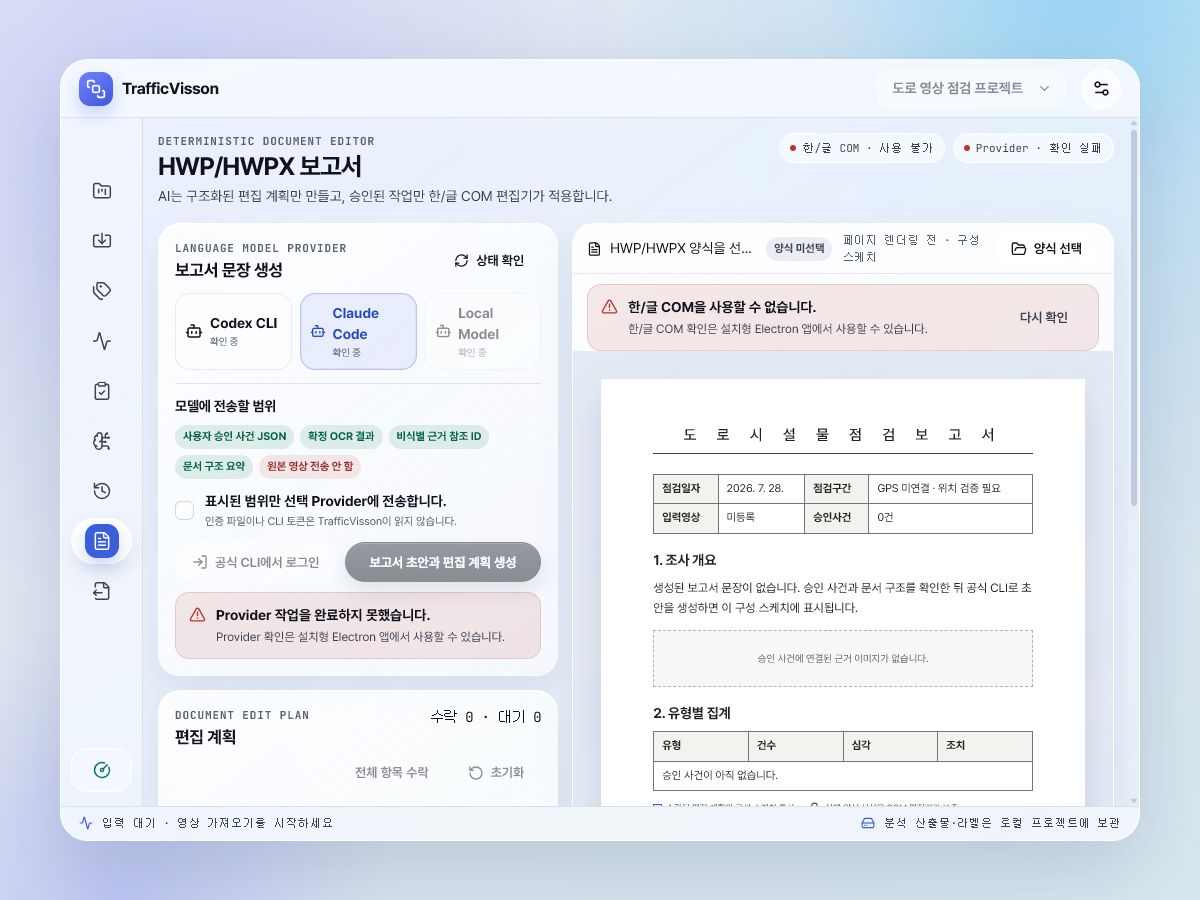 TrafficVisson
도로 영상 점검 프로젝트
DETERMINISTIC DOCUMENT EDITOR
HWP/HWPX 보고서
AI는 구조화된 편집 계획만 만들고, 승인된 작업만 한/글 COM 편집기가 적용합니다.
한/글 COM · 사용 불가
Provider · 확인 실패
LANGUAGE MODEL PROVIDER
보고서 문장 생성
상태 확인
Codex CLI
확인 중
Claude
Code
확인 중
Local
Model
확인 중
모델에 전송할 범위
사용자 승인 사건 JSON
확정 OCR 결과
비식별 근거 참조 ID
문서 구조 요약
원본 영상 전송 안 함
표시된 범위만 선택 Provider에 전송합니다.
인증 파일이나 CLI 토큰은 TrafficVisson이 읽지 않습니다.
공식 CLI에서 로그인
보고서 초안과 편집 계획 생성
Provider 작업을 완료하지 못했습니다.
Provider 확인은 설치형 Electron 앱에서 사용할 수 있습니다.
DOCUMENT EDIT PLAN
편집 계획
수락 0 · 대기 0
전체 항목 수락
초기화
HWP/HWPX 양식을 선...
양식 미선택
페이지 렌더링 전 · 구성
스케치
양식 선택
한/글 COM을 사용할 수 없습니다.
한/글 COM 확인은 설치형 Electron 앱에서 사용할 수 있습니다.
다시 확인
도 로 시 설 물 점 검 보 고 서
점검일자 2026. 7. 28. 점검구간 GPS 미연결 · 위치 검증 필요
입력영상 미등록 승인사건 0건
1. 조사 개요
생성된 보고서 문장이 없습니다. 승인 사건과 문서 구조를 확인한 뒤 공식 CLI로 초
안을 생성하면 이 구성 스케치에 표시됩니다.
승인 사건에 연결된 근거 이미지가 없습니다.
2. 유형별 집계
유형 건수 심각 조치
승인 사건이 아직 없습니다.
입력 대기 · 영상 가져오기을 시작하세요
분석 산출물·라벨은 로컬 프로젝트에 보관